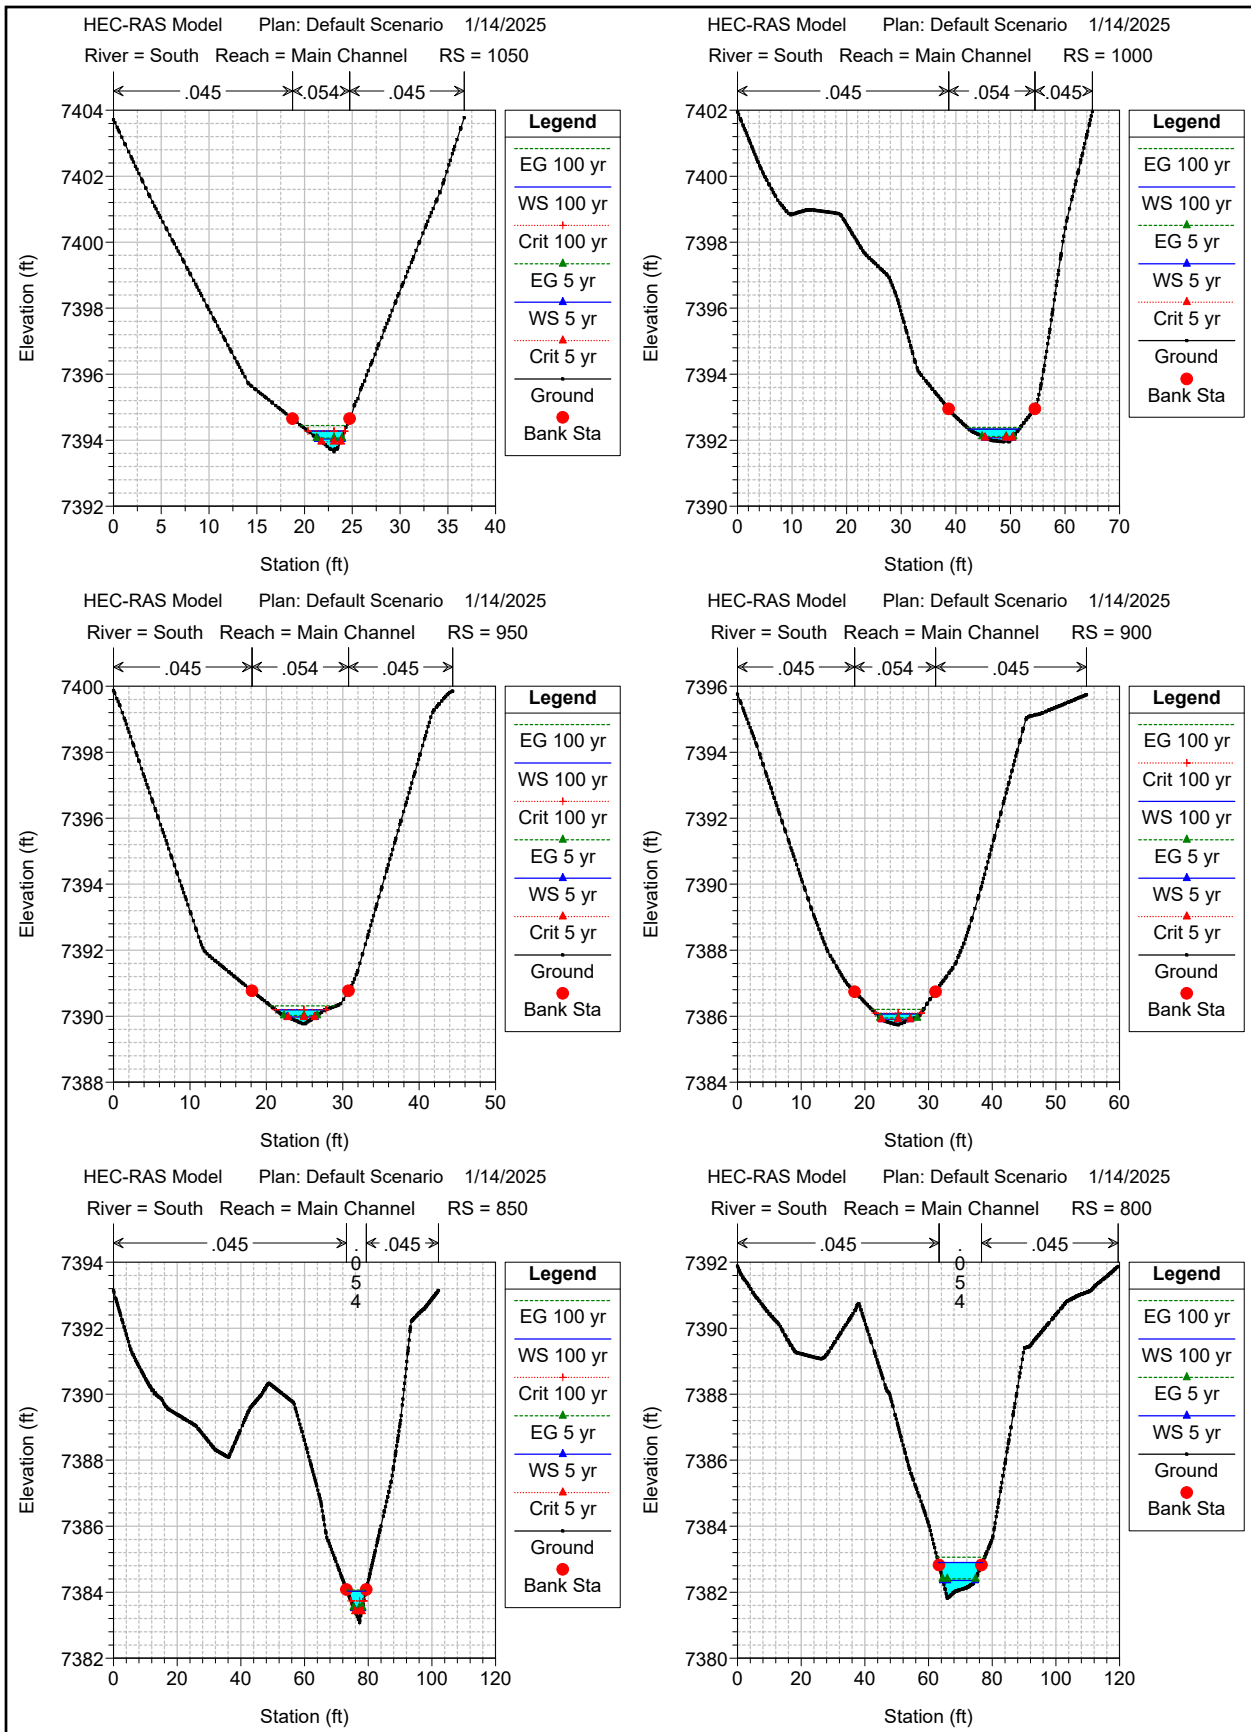 HEC-RAS Model Plan: Default Scenario 1/14/2025
River = South Reach = Main Channel RS = 1050
.045 .054 .045
7404
7402
7400
7398
7396
7394
7392
Elevation (ft)
0 5 10 15 20 25 30 35 40
Station (ft)
Legend
EG 100 yr
WS 100 yr
Crit 100 yr
EG 5 yr
WS 5 yr
Crit 5 yr
Ground
Bank Sta
HEC-RAS Model Plan: Default Scenario 1/14/2025
River = South Reach = Main Channel RS = 1000
.045 .054 .045
7402
7400
7398
7396
7394
7392
7390
Elevation (ft)
0 10 20 30 40 50 60 70
Station (ft)
Legend
EG 100 yr
WS 100 yr
EG 5 yr
WS 5 yr
Crit 5 yr
Ground
Bank Sta
HEC-RAS Model Plan: Default Scenario 1/14/2025
River = South Reach = Main Channel RS = 950
.045 .054 .045
7400
7398
7396
7394
7392
7390
7388
Elevation (ft)
0 10 20 30 40 50
Station (ft)
Legend
EG 100 yr
WS 100 yr
Crit 100 yr
EG 5 yr
WS 5 yr
Crit 5 yr
Ground
Bank Sta
HEC-RAS Model Plan: Default Scenario 1/14/2025
River = South Reach = Main Channel RS = 900
.045 .054 .045
7396
7394
7392
7390
7388
7386
7384
Elevation (ft)
0 10 20 30 40 50 60
Station (ft)
Legend
EG 100 yr
Crit 100 yr
WS 100 yr
EG 5 yr
WS 5 yr
Crit 5 yr
Ground
Bank Sta
HEC-RAS Model Plan: Default Scenario 1/14/2025
River = South Reach = Main Channel RS = 850
.045 .054 .045
7394
7392
7390
7388
7386
7384
7382
Elevation (ft)
0 20 40 60 80 100 120
Station (ft)
Legend
EG 100 yr
WS 100 yr
Crit 100 yr
EG 5 yr
WS 5 yr
Crit 5 yr
Ground
Bank Sta
HEC-RAS Model Plan: Default Scenario 1/14/2025
River = South Reach = Main Channel RS = 800
.045 .054 .045
7392
7390
7388
7386
7384
7382
7380
Elevation (ft)
0 20 40 60 80 100 120
Station (ft)
Legend
EG 100 yr
WS 100 yr
EG 5 yr
WS 5 yr
Ground
Bank Sta